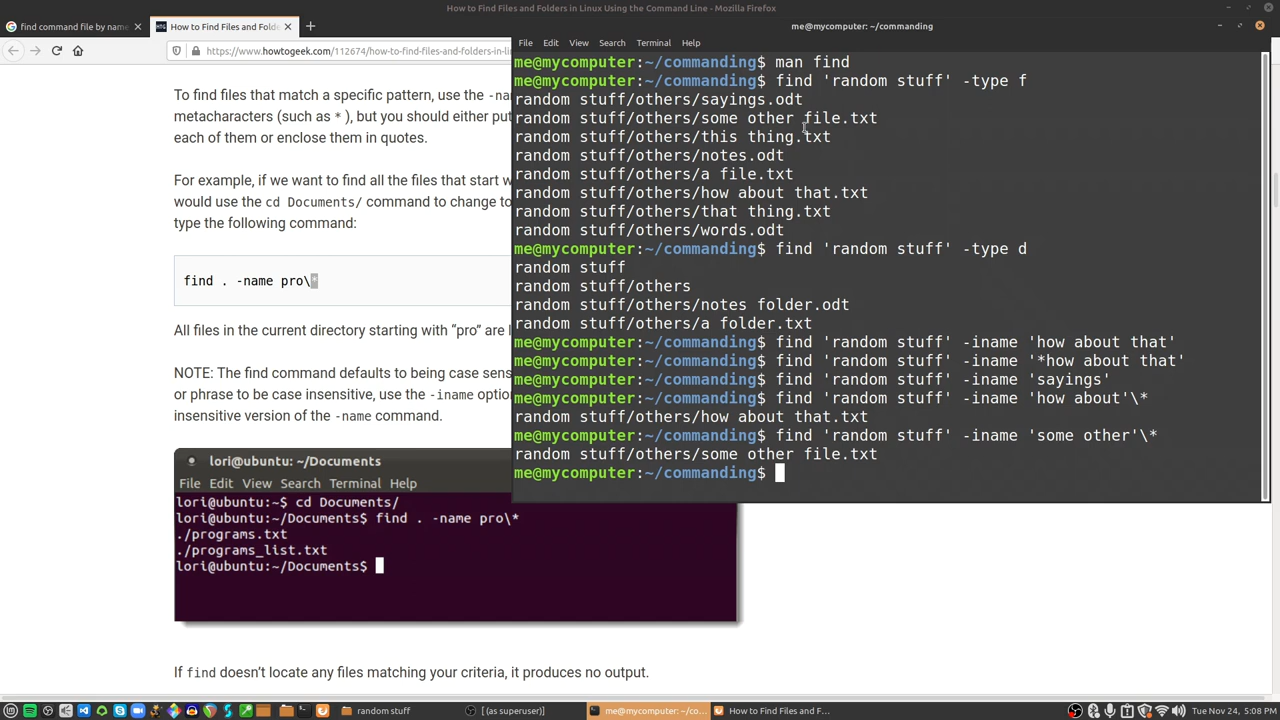 How to Find Files and Folders in Linux Using the Command Line - Mozilla Firefox
find command file by name
How to Find Files and Folde
https://www.howtogeek.com/112674/how-to-find-files-and-folders-in-li
To find files that match a specific pattern, use the
metacharacters (such as * ), but you should either put
each of them or enclose them in quotes.
For example, if we want to find all the files that start
would use the cd Documents/ command to change to
type the following command:
find . -name pro\*
All files in the current directory starting with “pro” are
NOTE: The find command defaults to being case sens
or phrase to be case insensitive, use the -iname optio
insensitive version of the -name command.
lori@ubuntu: ~/Documents
File Edit View Search Terminal Help
lori@ubuntu:~$ cd Documents/
lori@ubuntu:~/Documents$ find . -name pro\*
./programs.txt
./programs_list.txt
lori@ubuntu:~/Documents$
If find doesn’t locate any files matching your criteria, it produces no output.
me@mycomputer: ~/commanding
File Edit View Search Terminal Help
me@mycomputer:~/commanding$ man find
me@mycomputer:~/commanding$ find 'random stuff' -type f
random stuff/others/sayings.odt
random stuff/others/some other file.txt
random stuff/others/this thing.txt
random stuff/others/notes.odt
random stuff/others/a file.txt
random stuff/others/how about that.txt
random stuff/others/that thing.txt
random stuff/others/words.odt
me@mycomputer:~/commanding$ find 'random stuff' -type d
random stuff
random stuff/others
random stuff/others/notes folder.odt
random stuff/others/a folder.txt
me@mycomputer:~/commanding$ find 'random stuff' -iname 'how about that'
me@mycomputer:~/commanding$ find 'random stuff' -iname '*how about that'
me@mycomputer:~/commanding$ find 'random stuff' -iname 'sayings'
me@mycomputer:~/commanding$ find 'random stuff' -iname 'how about'\*
random stuff/others/how about that.txt
me@mycomputer:~/commanding$ find 'random stuff' -iname 'some other'\*
random stuff/others/some other file.txt
me@mycomputer:~/commanding$
random stuff
[ (as superuser)]
me@mycomputer: ~/co...
How to Find Files and F...
Tue Nov 24, 5:08 PM